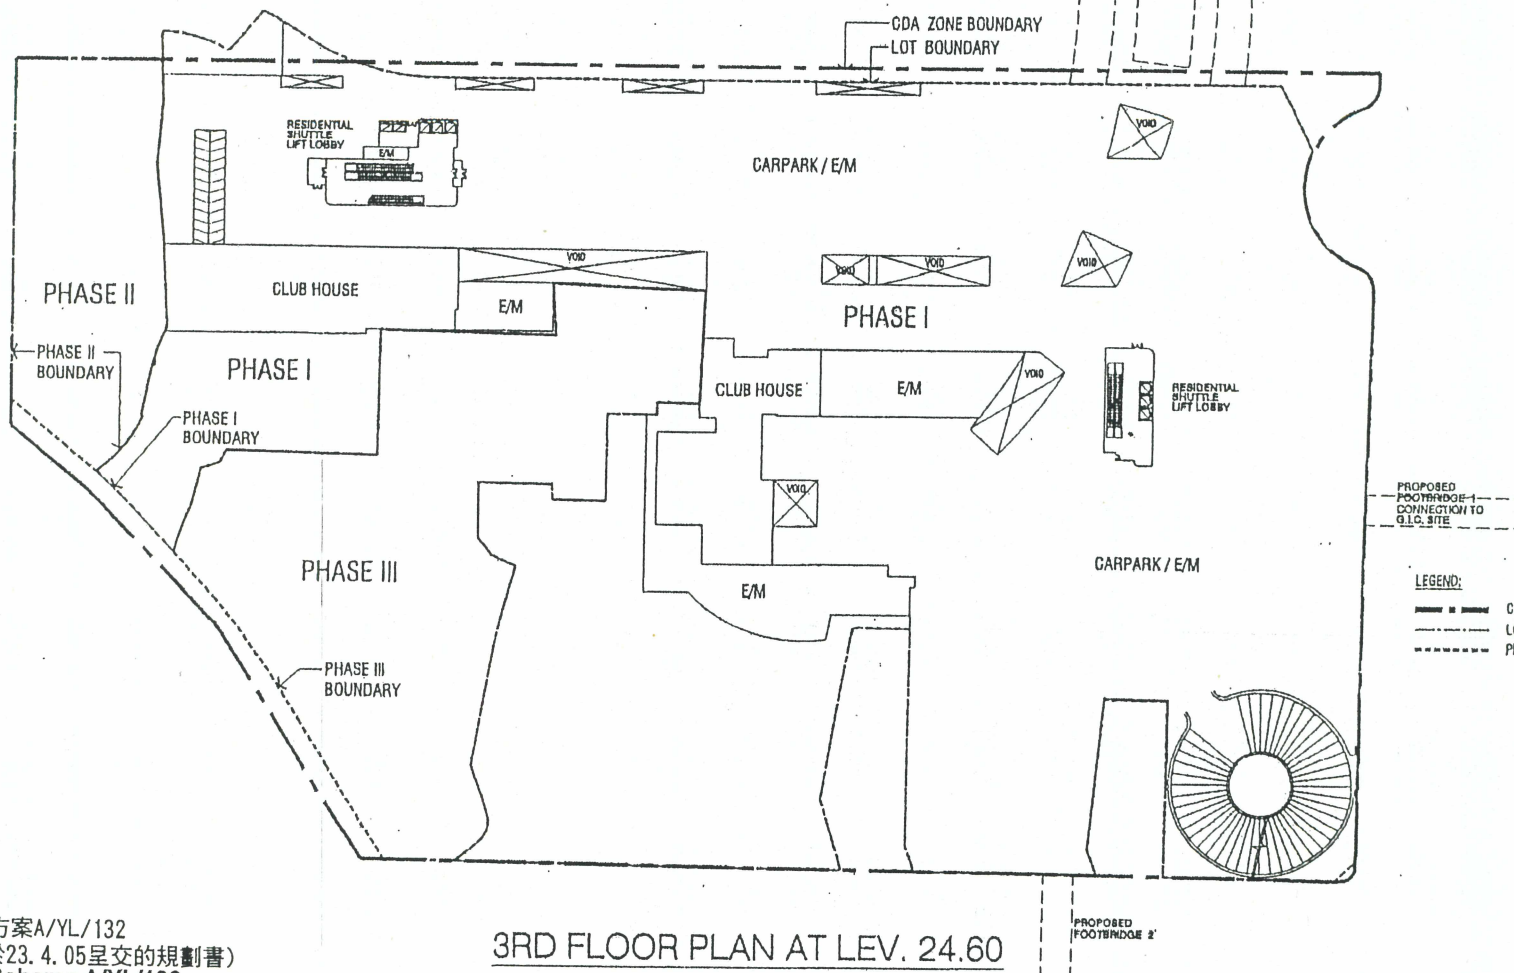 CDA ZONE BOUNDARY
LOT BOUNDARY
RESIDENTIAL
SHUTTLE
LIFT LOBBY
E/M
CARPARK / E/M
VOID
VOID
CLUB HOUSE
E/M
VOID
VOID
VOID
PHASE II
PHASE I
PHASE II
BOUNDARY
PHASE I
PHASE I
BOUNDARY
CLUB HOUSE
E/M
VOID
RESIDENTIAL
SHUTTLE
LIFT LOBBY
VOID
PROPOSED
FOOTBRIDGE 1
CONNECTION TO
G.I.C. SITE
PHASE III
E/M
CARPARK / E/M
LEGEND:
C
L
P
PHASE III
BOUNDARY
PROPOSED
FOOTBRIDGE 2
方案A/YL/132
23.4.05呈交的規劃書)
3RD FLOOR PLAN AT LEV. 24.60